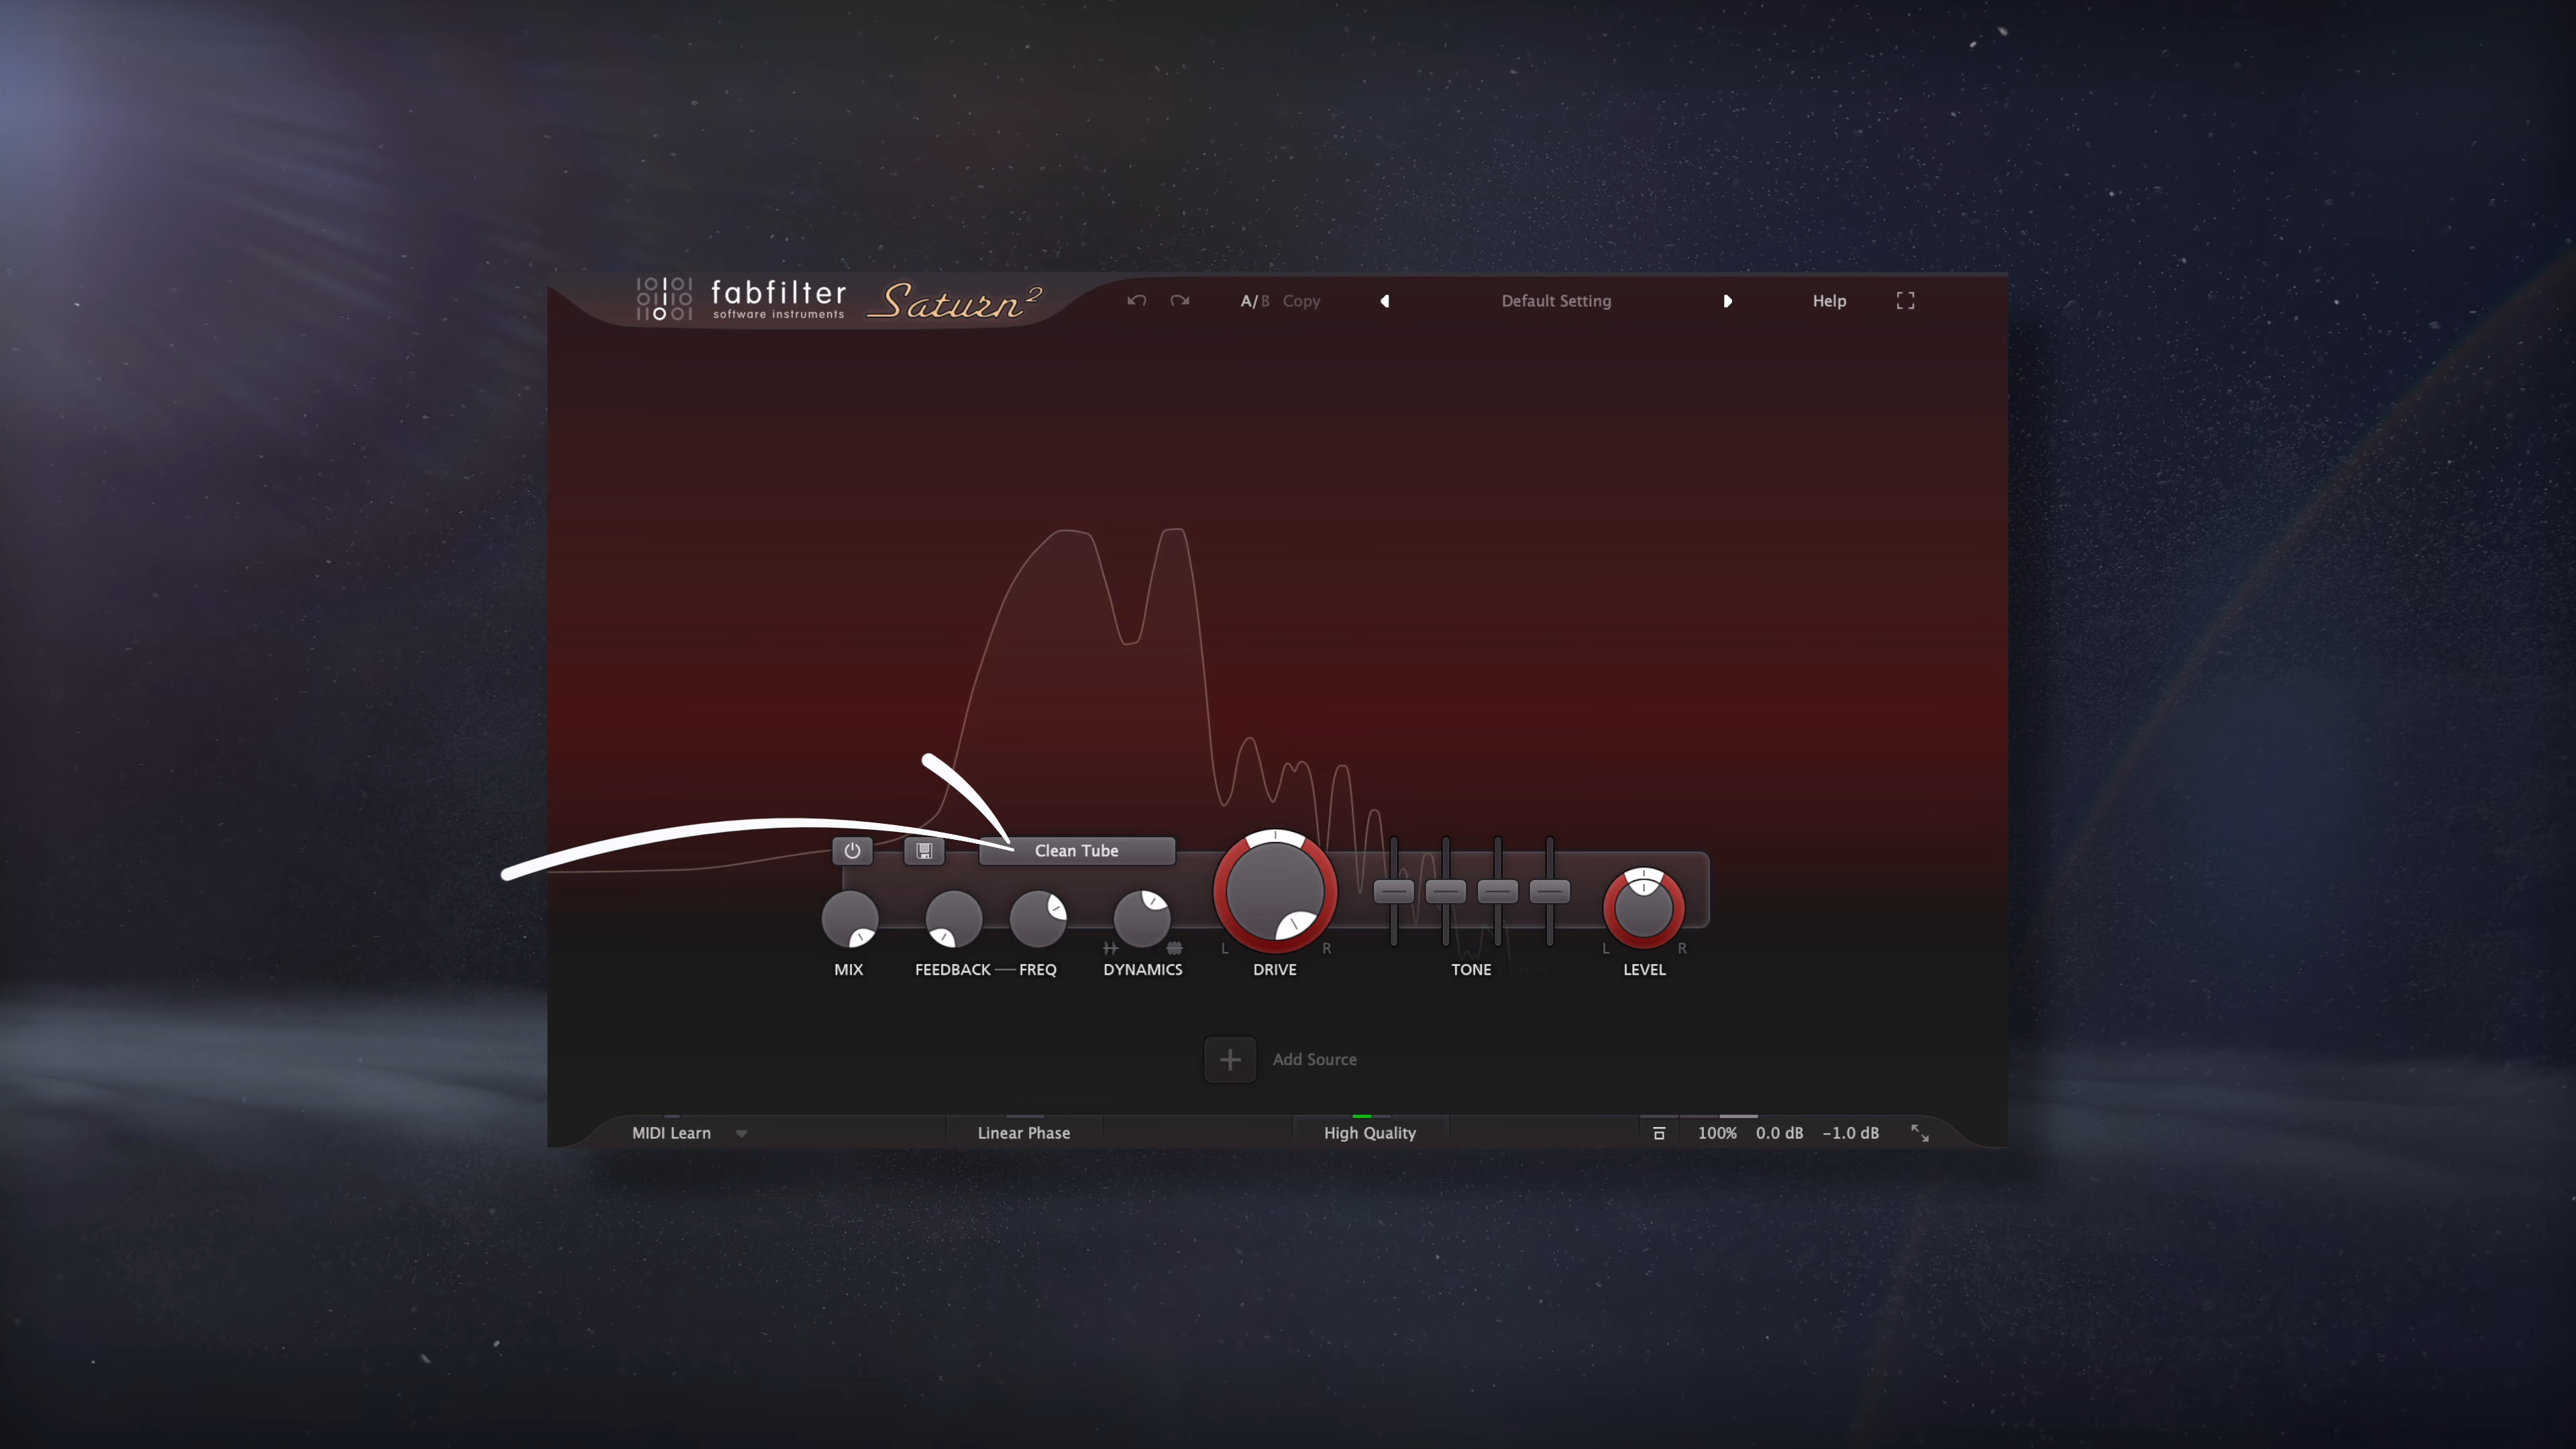 fabfilter
software instruments
Saturn 2
A/B Copy
Default Setting
Help
Clean Tube
L R
L R
MIX
FEEDBACK — FREQ
DYNAMICS
DRIVE
TONE
LEVEL
Add Source
MIDI Learn
Linear Phase
High Quality
100% 0.0 dB -1.0 dB